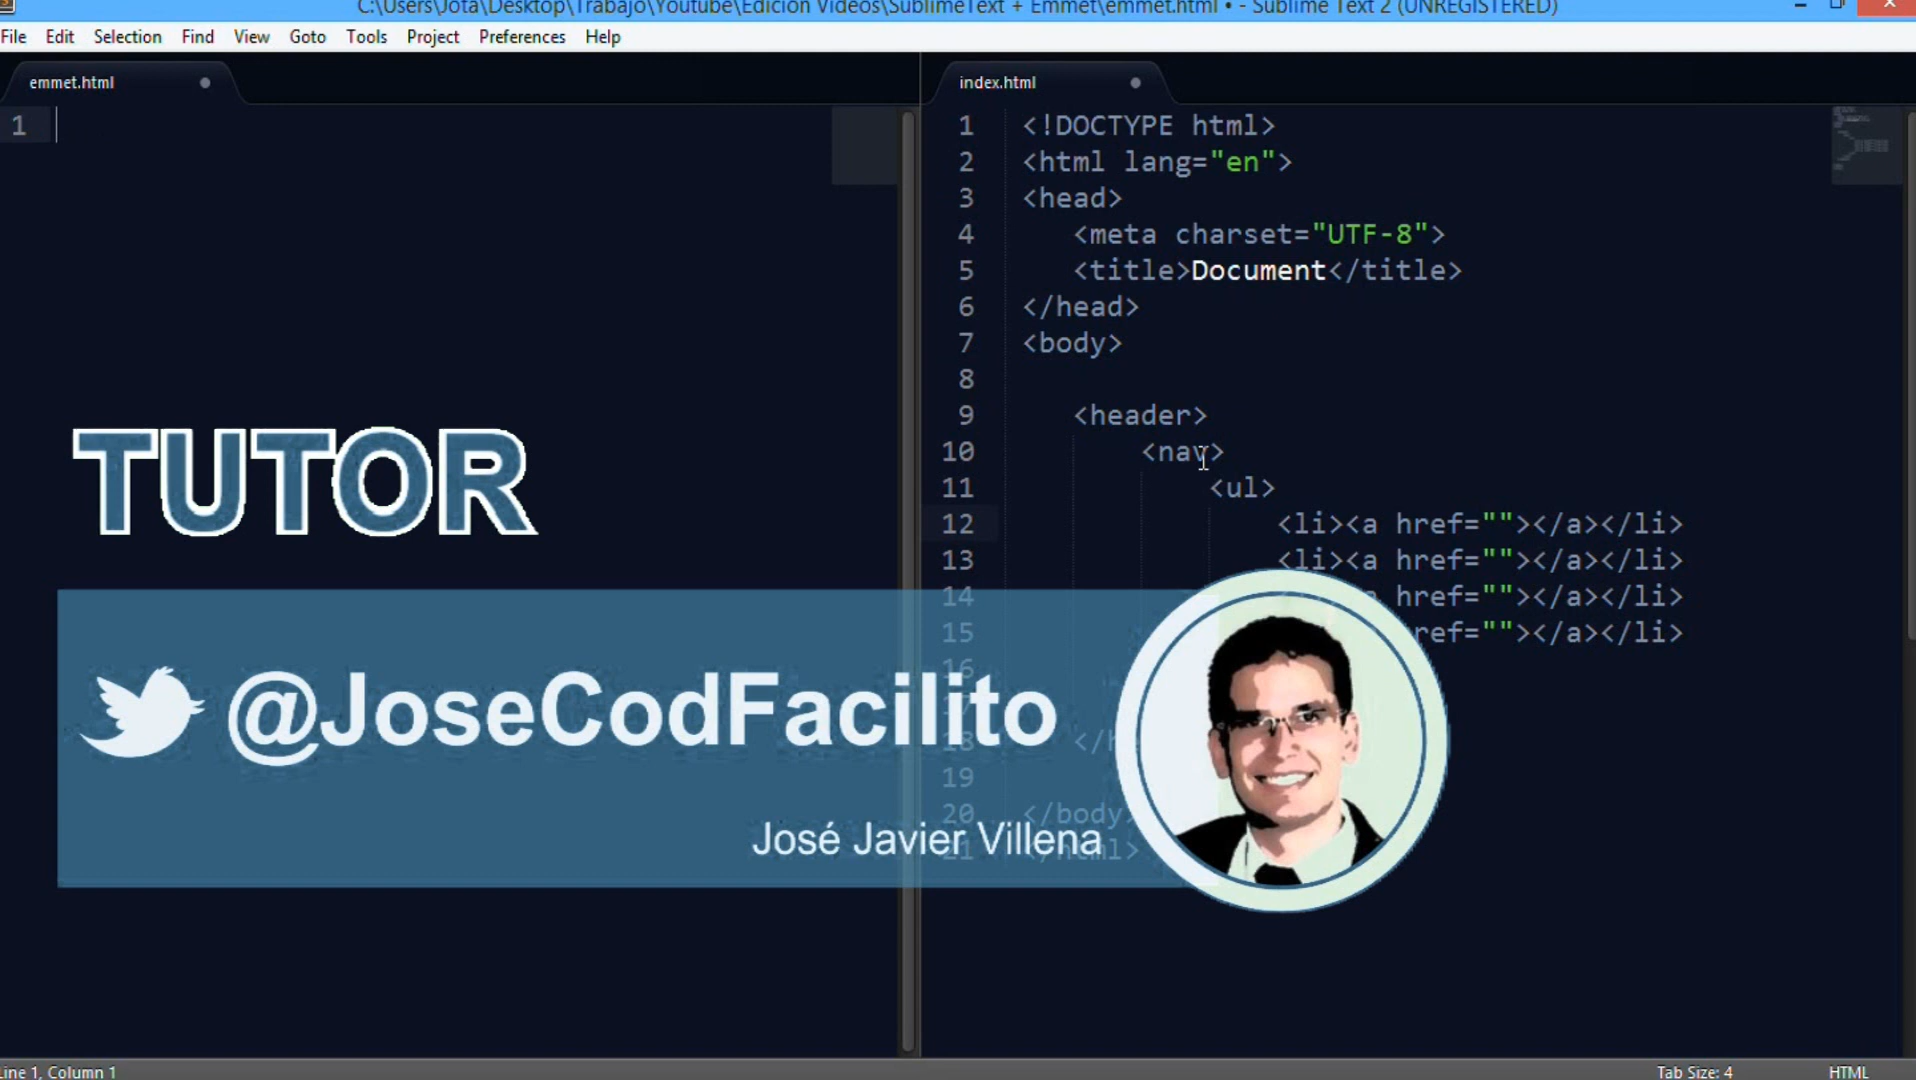 C:\Users\Jota\Desktop\Trabajo\Youtube\Edicion Videos\SublimeText + Emmet\emmet.html • - Sublime Text 2 (UNREGISTERED)
File Edit Selection Find View Goto Tools Project Preferences Help
emmet.html
1
index.html
1 <!DOCTYPE html>
2 <html lang="en">
3 <head>
4 <meta charset="UTF-8">
5 <title>Document</title>
6 </head>
7 <body>
8
9 <header>
10 <nav>
11 <ul>
12 <li><a href=""></a></li>
13 <li><a href=""></a></li>
14 href=""></a></li>
15 ref=""></a></li>
16
18 </h
19
20 </body>
21 </html>
TUTOR
@JoseCodFacilito
José Javier Villena
Line 1, Column 1
Tab Size: 4
HTML